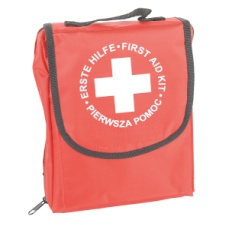 ERSTE HILFE • FIRST AID KIT •
PIERWSZA POMOC •